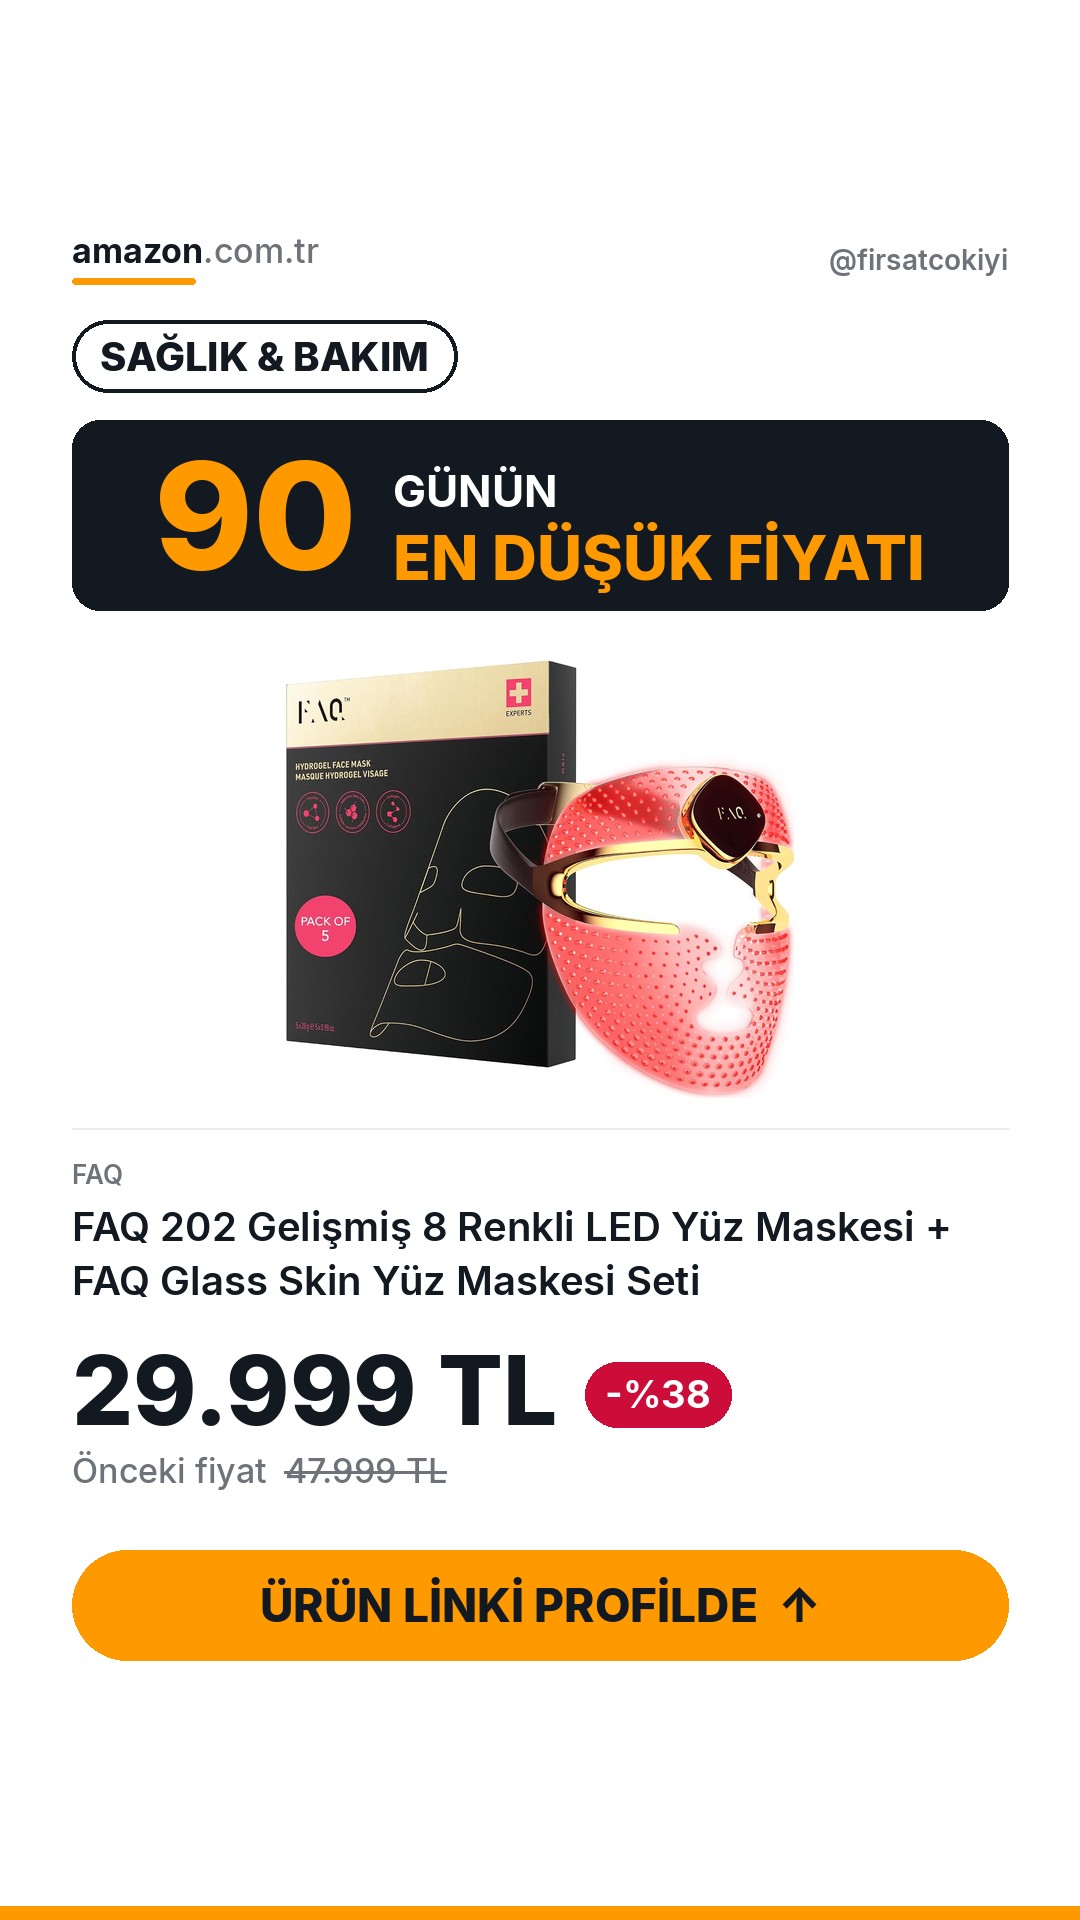 amazon.com.tr
@firsatcokiyi
SAĞLIK & BAKIM
90 GÜNÜN
EN DÜŞÜK FİYATI
FAQ™
EXPERTS
HYDROGEL FACE MASK
MASQUE HYDROGEL VISAGE
PACK OF
5
FAQ
FAQ
FAQ 202 Gelişmiş 8 Renkli LED Yüz Maskesi +
FAQ Glass Skin Yüz Maskesi Seti
29.999 TL -%38
Önceki fiyat 47.999 TL
ÜRÜN LİNKİ PROFİLDE ↑